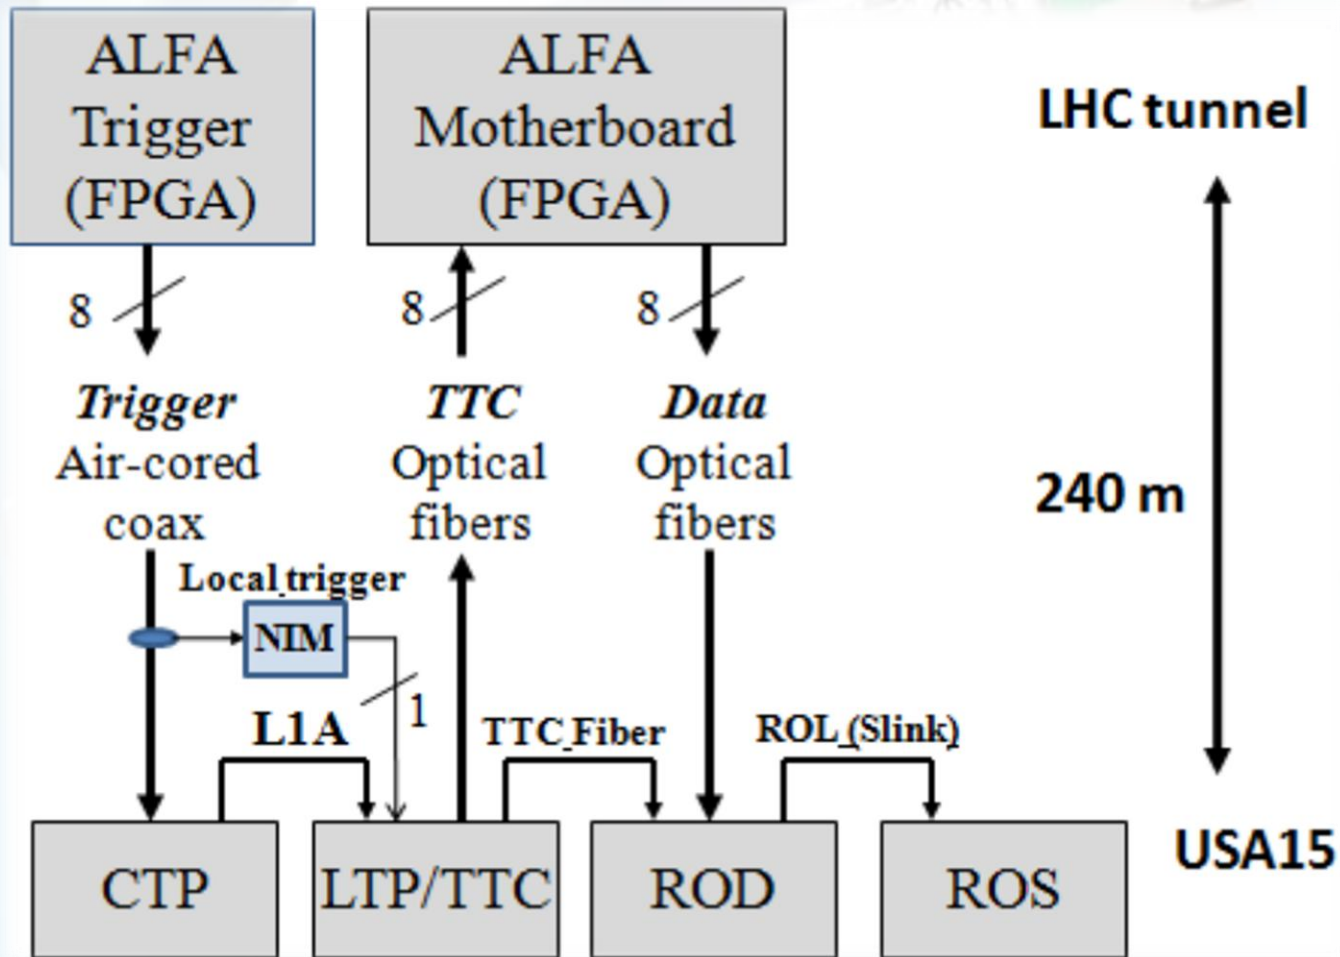 ALFA
Trigger
(FPGA)
ALFA
Motherboard
(FPGA)
LHC tunnel
8
8
8
Trigger
Air-cored
coax
TTC
Optical
fibers
Data
Optical
fibers
240 m
Local trigger
NIM
1
L1A
TTC Fiber
ROL (Slink)
CTP
LTP/TTC
ROD
ROS
USA15